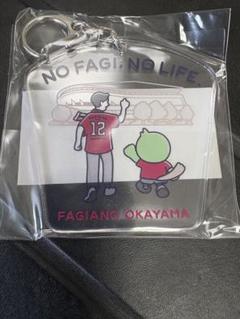 NO FAGI, NO LIFE.
12
FAGIANO OKAYAMA